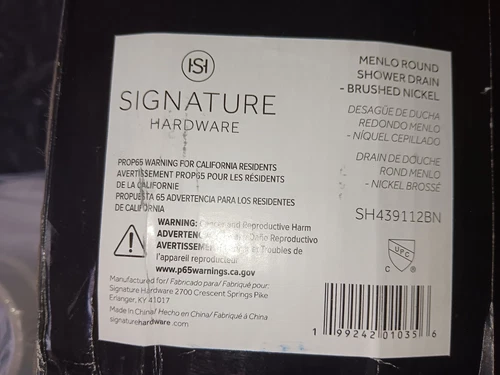 HSH
SIGNATURE
HARDWARE
MENLO ROUND
SHOWER DRAIN
- BRUSHED NICKEL
DESAGÜE DE DUCHA
REDONDO MENLO
- NÍQUEL CEPILLADO
DRAIN DE DOUCHE
ROND MENLO
- NICKEL BROSSÉ
SH439112BN
PROP65 WARNING FOR CALIFORNIA RESIDENTS
AVERTISSEMENT PROP65 POUR LES RÉSIDENTS
DE LA CALIFORNIE
PROPUESTA 65 ADVERTENCIA PARA LOS RESIDENTES
DE CALIFORNIA
WARNING: Cancer and Reproductive Harm
ADVERTENCIA: Daño Reproductivo
AVERTISSEMENT: Troubles de
l'appareil reproducteur
www.p65warnings.ca.gov
Manufactured for/ Fabricado para/ Fabriqué pour:
Signature Hardware 2700 Crescent Springs Pike
Erlanger, KY 41017
Made in China/ Hecho en China/ Fabriqué à China
signaturehardware.com
UPC
C ®
1 99242 01035 6